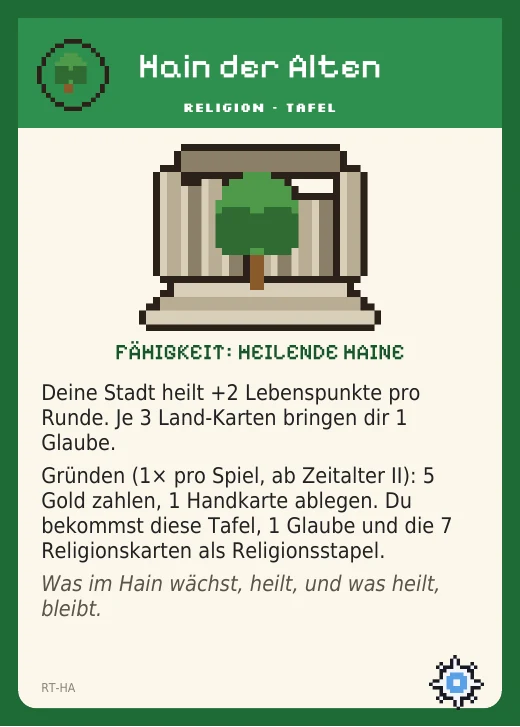 Hain der Alten
RELIGION · TAFEL
FÄHIGKEIT: HEILENDE HAINE
Deine Stadt heilt +2 Lebenspunkte pro
Runde. Je 3 Land-Karten bringen dir 1
Glaube.
Gründen (1× pro Spiel, ab Zeitalter II): 5
Gold zahlen, 1 Handkarte ablegen. Du
bekommst diese Tafel, 1 Glaube und die 7
Religionskarten als Religionsstapel.
Was im Hain wächst, heilt, und was heilt,
bleibt.
RT-HA